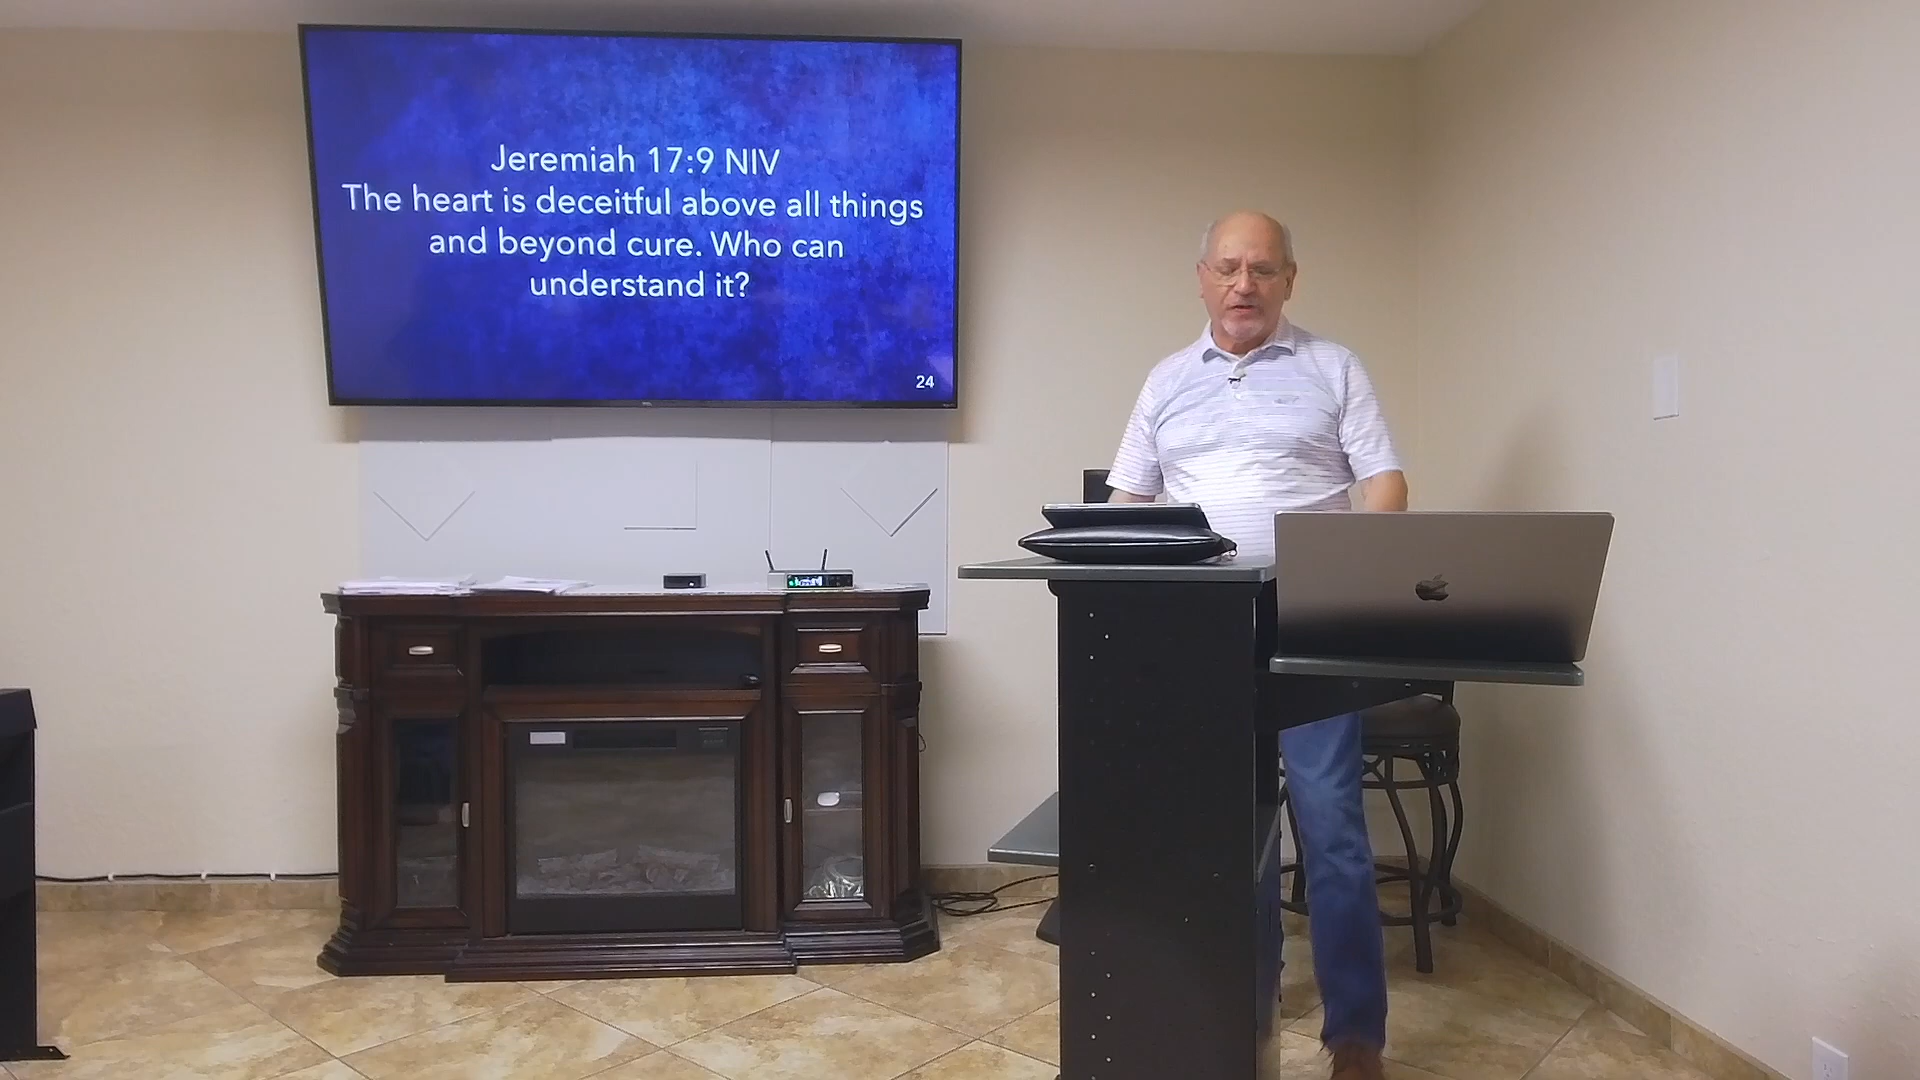 Jeremiah 17:9 NIV
The heart is deceitful above all things
and beyond cure. Who can
understand it?
24